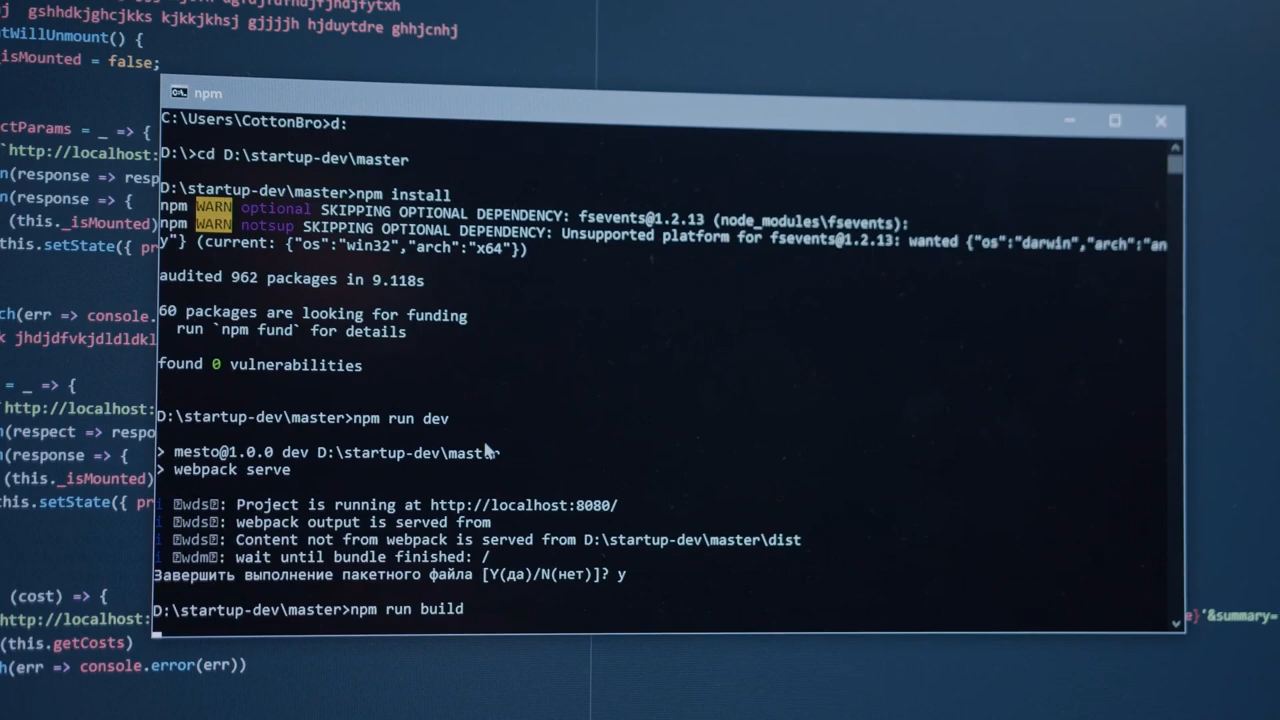 gshhdkjghcjkks kjkkjkhsj gjjjjh hjduytdre ghhjcnhj
tWillUnmount() {
isMounted = false;
ctParams = _ => {
`http://localhost:
n(response => resp
n(response => {
(this._isMounted)
this.setState({ pr
ch(err => console.
k jhdjdfvkjdldldkl
= _ => {
http://localhost:
n(respect => respo
n(response => {
(this._isMounted)
this.setState({ pr
(cost) => {
http://localhost:
(this.getCosts)
h(err => console.error(err))
npm
C:\Users\CottonBro>d:
D:\>cd D:\startup-dev\master
D:\startup-dev\master>npm install
npm WARN optional SKIPPING OPTIONAL DEPENDENCY: fsevents@1.2.13 (node_modules\fsevents):
npm WARN notsup SKIPPING OPTIONAL DEPENDENCY: Unsupported platform for fsevents@1.2.13: wanted {"os":"darwin","arch":"an
y"} (current: {"os":"win32","arch":"x64"})
audited 962 packages in 9.118s
60 packages are looking for funding
run `npm fund` for details
found 0 vulnerabilities
D:\startup-dev\master>npm run dev
> mesto@1.0.0 dev D:\startup-dev\master
> webpack serve
i ｢wds｣: Project is running at http://localhost:8080/
i ｢wds｣: webpack output is served from
i ｢wds｣: Content not from webpack is served from D:\startup-dev\master\dist
i ｢wdm｣: wait until bundle finished: /
Завершить выполнение пакетного файла [Y(да)/N(нет)]? y
D:\startup-dev\master>npm run build
e}`&summary=